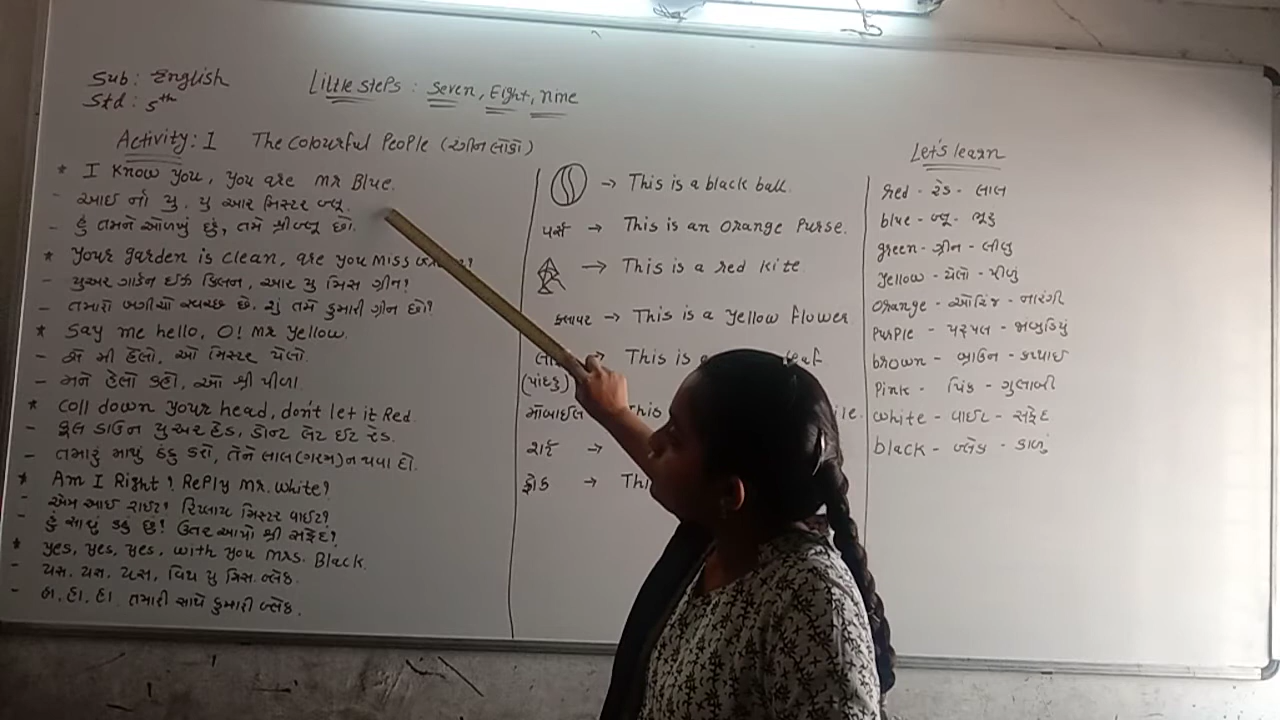 Sub: English
Std: 5th
Little steps : Seven, Eight, nine
Activity: 1 The Colourful People (રંગીન લોકો)
* I know you, you are Mr Blue.
- આઈ નો યુ, યુ આર મિસ્ટર બ્લૂ.
- હું તમને ઓળખું છું, તમે શ્રી બ્લૂ છો.
* Your garden is clean, are you Miss
- યુઅર ગાર્ડન ઈઝ ક્લિન, આર યુ મિસ ગ્રીન?
- તમારો બગીચો સ્વચ્છ છે. શું તમે કુમારી ગ્રીન છો?
* Say me hello, O! Mr yellow.
- સે મી હેલો, ઓ મિસ્ટર યેલો.
- મને હેલો કહો, ઓ શ્રી પીળા
* Coll down your head, don't let it Red.
- કૂલ ડાઉન યુઅર હેડ, ડોન્ટ લેટ ઈટ રેડ.
- તમારું માથું ઠંડુ કરો, તેને લાલ(ગરમ)ન થવા દો.
* Am I Right? Reply Mr. White?
- એમ આઈ રાઈટ? રિપ્લાય મિસ્ટર વાઈટ?
- હું સાચું કહું છું? ઉત્તર આપો શ્રી સફેદ?
* yes, yes, yes, with you Mrs. Black.
- યસ. યસ. યસ, વિથ યુ મિસ. બ્લેક.
- હા. હા. હા. તમારી સાથે કુમારી બ્લેક.
→ This is a black ball.
પર્સ → This is an orange Purse.
→ This is a red kite.
ફ્લાવર → This is a yellow flower
→ This is a
(પાંદડુ)
મોબાઈલ This
શર્ટ →
ફ્રોક → Thi
Let's learn
red - રેડ - લાલ
blue - બ્લૂ - ભૂરું
green - ગ્રીન - લીલું
yellow - યેલો - પીળું
orange - ઓરેંજ - નારંગી
purple - પરપલ - જાંબુડિયું
brown - બ્રાઉન - કથ્થાઈ
pink - પિંક - ગુલાબી
white - વાઈટ - સફેદ
black - બ્લેક - કાળું